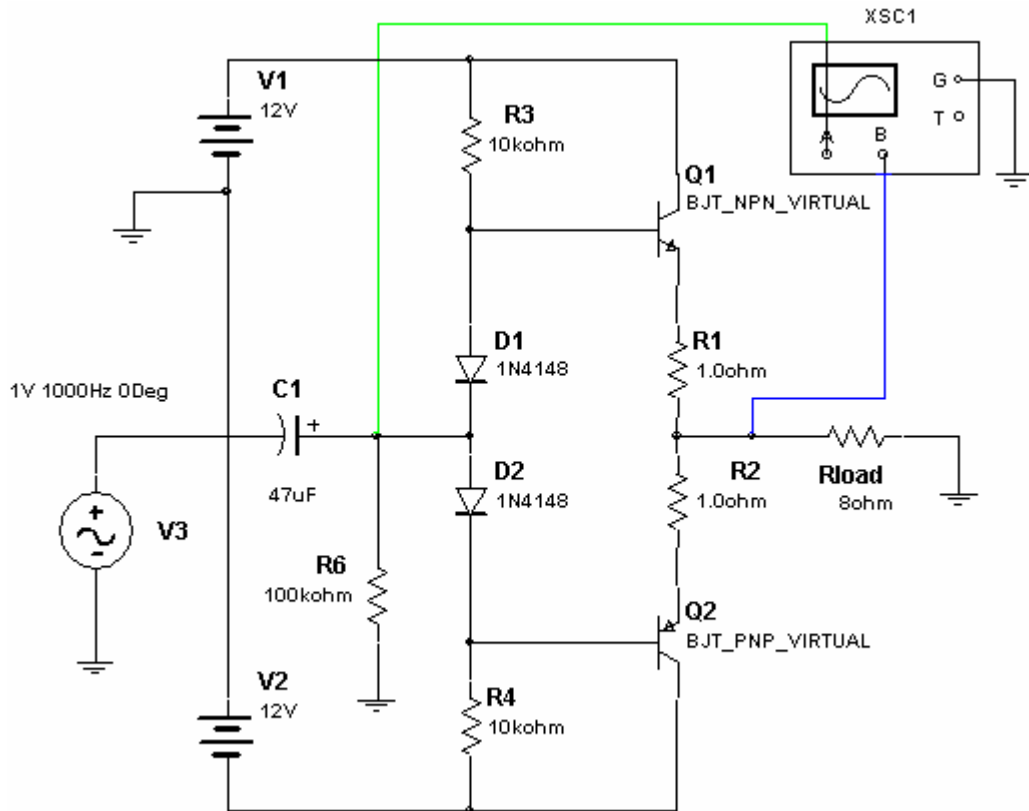 XSC1
V1
12V
R3
10kohm
G
T
A
B
Q1
BJT_NPN_VIRTUAL
D1
1N4148
R1
1.0ohm
1V 1000Hz 0Deg
C1
+
47uF
D2
1N4148
R2
1.0ohm
Rload
8ohm
+
-
V3
R6
100kohm
Q2
BJT_PNP_VIRTUAL
V2
12V
R4
10kohm